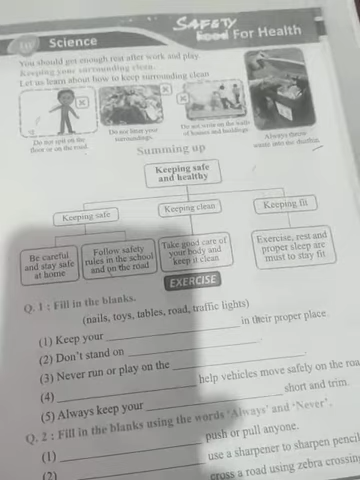 Science
SAFETY
Food For Health
You should get enough rest after work and play.
Keeping your surrounding clean.
Let us learn about how to keep surrounding clean
Do not spit on the
floor or on the road.
Do not litter your
surroundings.
Do not write on the walls
of houses and buildings.
Always throw
waste into the dustbin.
Summing up
Keeping safe
and healthy
Keeping safe
Keeping clean
Keeping fit
Be careful
and stay safe
at home
Follow safety
rules in the school
and on the road
Take good care of
your body and
keep it clean
Exercise, rest and
proper sleep are
must to stay fit
EXERCISE
Q. 1 : Fill in the blanks.
(nails, toys, tables, road, traffic lights)
(1) Keep your ____________ in their proper place.
(2) Don't stand on ____________.
(3) Never run or play on the ____________.
(4) ____________ help vehicles move safely on the roa
(5) Always keep your ____________ short and trim.
Q. 2 : Fill in the blanks using the words 'Always' and 'Never'.
(1) ____________ push or pull anyone.
(2) ____________ use a sharpener to sharpen pencil
cross a road using zebra crossin